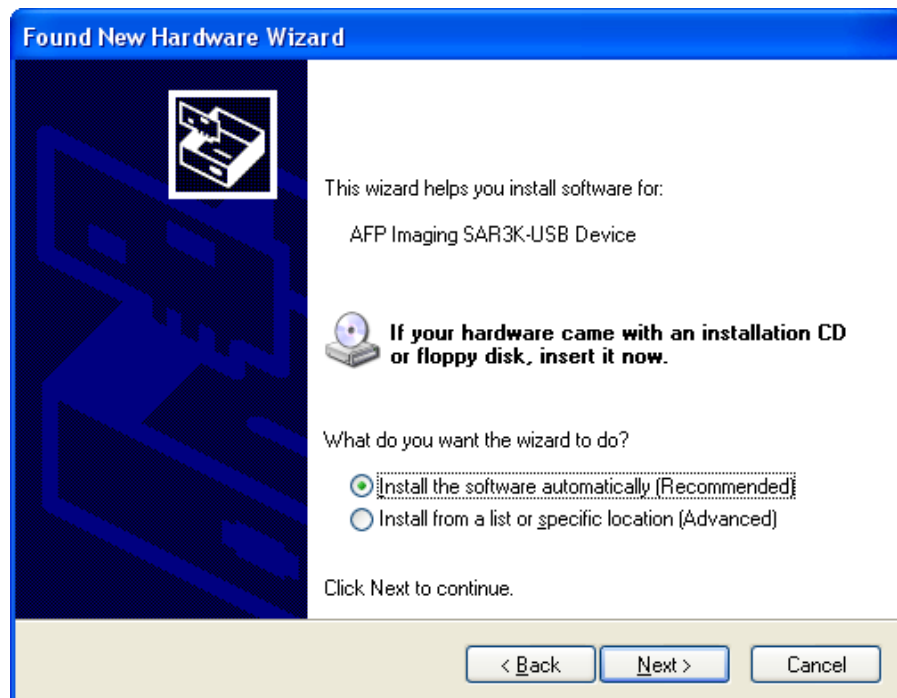 Found New Hardware Wizard
This wizard helps you install software for:
AFP Imaging SAR3K-USB Device
If your hardware came with an installation CD
or floppy disk, insert it now.
What do you want the wizard to do?
Install the software automatically (Recommended)
Install from a list or specific location (Advanced)
Click Next to continue.
< Back
Next >
Cancel